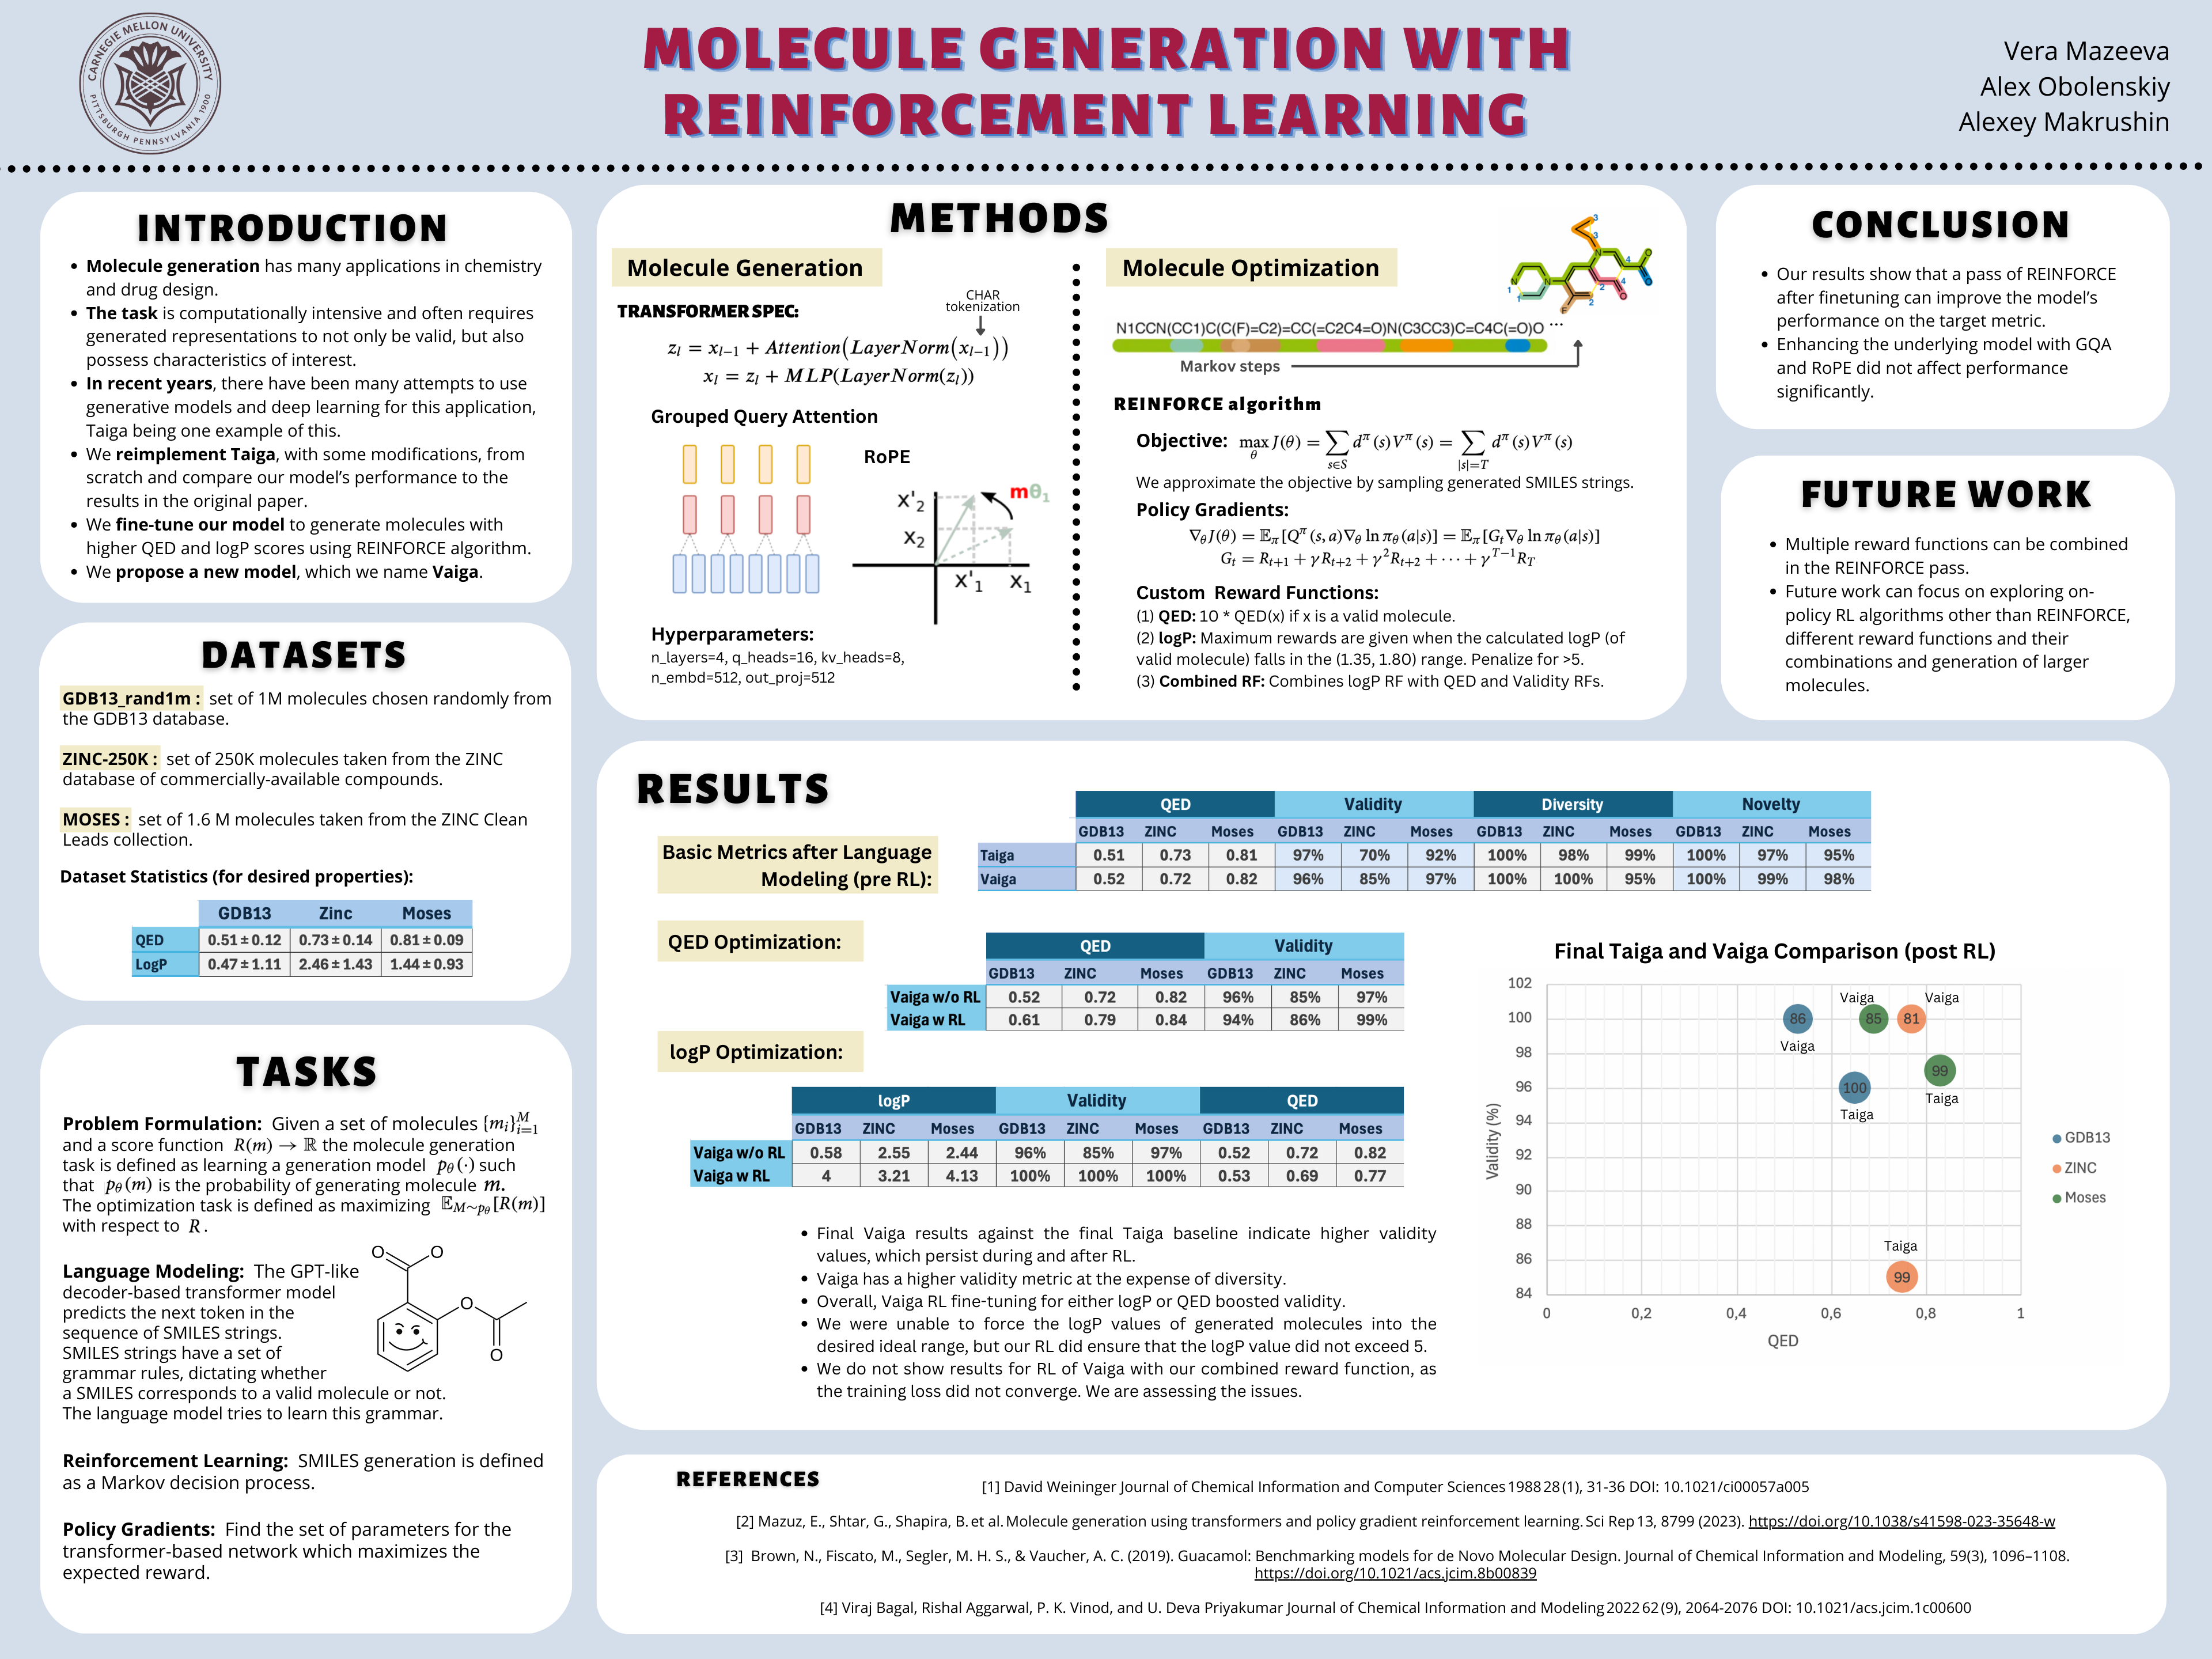 CARNEGIE MELLON UNIVERSITY
PITTSBURGH PENNSYLVANIA 1900
MOLECULE GENERATION WITH
REINFORCEMENT LEARNING
Vera Mazeeva
Alex Obolenskiy
Alexey Makrushin
INTRODUCTION
• Molecule generation has many applications in chemistry
and drug design.
• The task is computationally intensive and often requires
generated representations to not only be valid, but also
possess characteristics of interest.
• In recent years, there have been many attempts to use
generative models and deep learning for this application,
Taiga being one example of this.
• We reimplement Taiga, with some modifications, from
scratch and compare our model's performance to the
results in the original paper.
• We fine-tune our model to generate molecules with
higher QED and logP scores using REINFORCE algorithm.
• We propose a new model, which we name Vaiga.
DATASETS
GDB13_rand1m : set of 1M molecules chosen randomly from
the GDB13 database.
ZINC-250K : set of 250K molecules taken from the ZINC
database of commercially-available compounds.
MOSES : set of 1.6 M molecules taken from the ZINC Clean
Leads collection.
Dataset Statistics (for desired properties):
GDB13 Zinc Moses
QED 0.51 ± 0.12 0.73 ± 0.14 0.81 ± 0.09
LogP 0.47 ± 1.11 2.46 ± 1.43 1.44 ± 0.93
TASKS
Problem Formulation: Given a set of molecules {m_i}_{i=1}^M
and a score function R(m) → ℝ the molecule generation
task is defined as learning a generation model p_θ(·) such
that p_θ(m) is the probability of generating molecule m.
The optimization task is defined as maximizing 𝔼_{M∼p_θ}[R(m)]
with respect to R.
Language Modeling: The GPT-like
decoder-based transformer model
predicts the next token in the
sequence of SMILES strings.
SMILES strings have a set of
grammar rules, dictating whether
a SMILES corresponds to a valid molecule or not.
The language model tries to learn this grammar.
O O
O
O
Reinforcement Learning: SMILES generation is defined
as a Markov decision process.
Policy Gradients: Find the set of parameters for the
transformer-based network which maximizes the
expected reward.
METHODS
Molecule Generation
TRANSFORMER SPEC:
CHAR
tokenization
z_l = x_{l−1} + Attention(LayerNorm(x_{l−1}))
x_l = z_l + MLP(LayerNorm(z_l))
Grouped Query Attention
RoPE
x'2
x2
x'1 x1
mθ1
Hyperparameters:
n_layers=4, q_heads=16, kv_heads=8,
n_embd=512, out_proj=512
Molecule Optimization
N1CCN(CC1)C(C(F)=C2)=CC(=C2C4=O)N(C3CC3)C=C4C(=O)O ...
Markov steps
REINFORCE algorithm
Objective: max_θ J(θ) = ∑_{s∈S} d^π(s)V^π(s) = ∑_{|s|=T} d^π(s)V^π(s)
We approximate the objective by sampling generated SMILES strings.
Policy Gradients:
∇_θ J(θ) = 𝔼_π[Q^π(s,a)∇_θ ln π_θ(a|s)] = 𝔼_π[G_t∇_θ ln π_θ(a|s)]
G_t = R_{t+1} + γR_{t+2} + γ^2R_{t+2} + ⋯ + γ^{T−1}R_T
Custom Reward Functions:
(1) QED: 10 * QED(x) if x is a valid molecule.
(2) logP: Maximum rewards are given when the calculated logP (of
valid molecule) falls in the (1.35, 1.80) range. Penalize for >5.
(3) Combined RF: Combines logP RF with QED and Validity RFs.
CONCLUSION
• Our results show that a pass of REINFORCE
after finetuning can improve the model's
performance on the target metric.
• Enhancing the underlying model with GQA
and RoPE did not affect performance
significantly.
FUTURE WORK
• Multiple reward functions can be combined
in the REINFORCE pass.
• Future work can focus on exploring on-
policy RL algorithms other than REINFORCE,
different reward functions and their
combinations and generation of larger
molecules.
RESULTS
Basic Metrics after Language
Modeling (pre RL):
QED Validity Diversity Novelty
GDB13 ZINC Moses GDB13 ZINC Moses GDB13 ZINC Moses GDB13 ZINC Moses
Taiga 0.51 0.73 0.81 97% 70% 92% 100% 98% 99% 100% 97% 95%
Vaiga 0.52 0.72 0.82 96% 85% 97% 100% 100% 95% 100% 99% 98%
QED Optimization:
QED Validity
GDB13 ZINC Moses GDB13 ZINC Moses
Vaiga w/o RL 0.52 0.72 0.82 96% 85% 97%
Vaiga w RL 0.61 0.79 0.84 94% 86% 99%
logP Optimization:
logP Validity QED
GDB13 ZINC Moses GDB13 ZINC Moses GDB13 ZINC Moses
Vaiga w/o RL 0.58 2.55 2.44 96% 85% 97% 0.52 0.72 0.82
Vaiga w RL 4 3.21 4.13 100% 100% 100% 0.53 0.69 0.77
• Final Vaiga results against the final Taiga baseline indicate higher validity
values, which persist during and after RL.
• Vaiga has a higher validity metric at the expense of diversity.
• Overall, Vaiga RL fine-tuning for either logP or QED boosted validity.
• We were unable to force the logP values of generated molecules into the
desired ideal range, but our RL did ensure that the logP value did not exceed 5.
• We do not show results for RL of Vaiga with our combined reward function, as
the training loss did not converge. We are assessing the issues.
Final Taiga and Vaiga Comparison (post RL)
102
100
98
96
94
92
90
88
86
84
Validity (%)
0 0,2 0,4 0,6 0,8 1
QED
Vaiga Vaiga
86 85 81
Vaiga
99
Taiga
100
Taiga
Taiga
99
GDB13
ZINC
Moses
REFERENCES
[1] David Weininger Journal of Chemical Information and Computer Sciences 1988 28 (1), 31-36 DOI: 10.1021/ci00057a005
[2] Mazuz, E., Shtar, G., Shapira, B. et al. Molecule generation using transformers and policy gradient reinforcement learning. Sci Rep 13, 8799 (2023). https://doi.org/10.1038/s41598-023-35648-w
[3] Brown, N., Fiscato, M., Segler, M. H. S., & Vaucher, A. C. (2019). Guacamol: Benchmarking models for de Novo Molecular Design. Journal of Chemical Information and Modeling, 59(3), 1096–1108.
https://doi.org/10.1021/acs.jcim.8b00839
[4] Viraj Bagal, Rishal Aggarwal, P. K. Vinod, and U. Deva Priyakumar Journal of Chemical Information and Modeling 2022 62 (9), 2064-2076 DOI: 10.1021/acs.jcim.1c00600